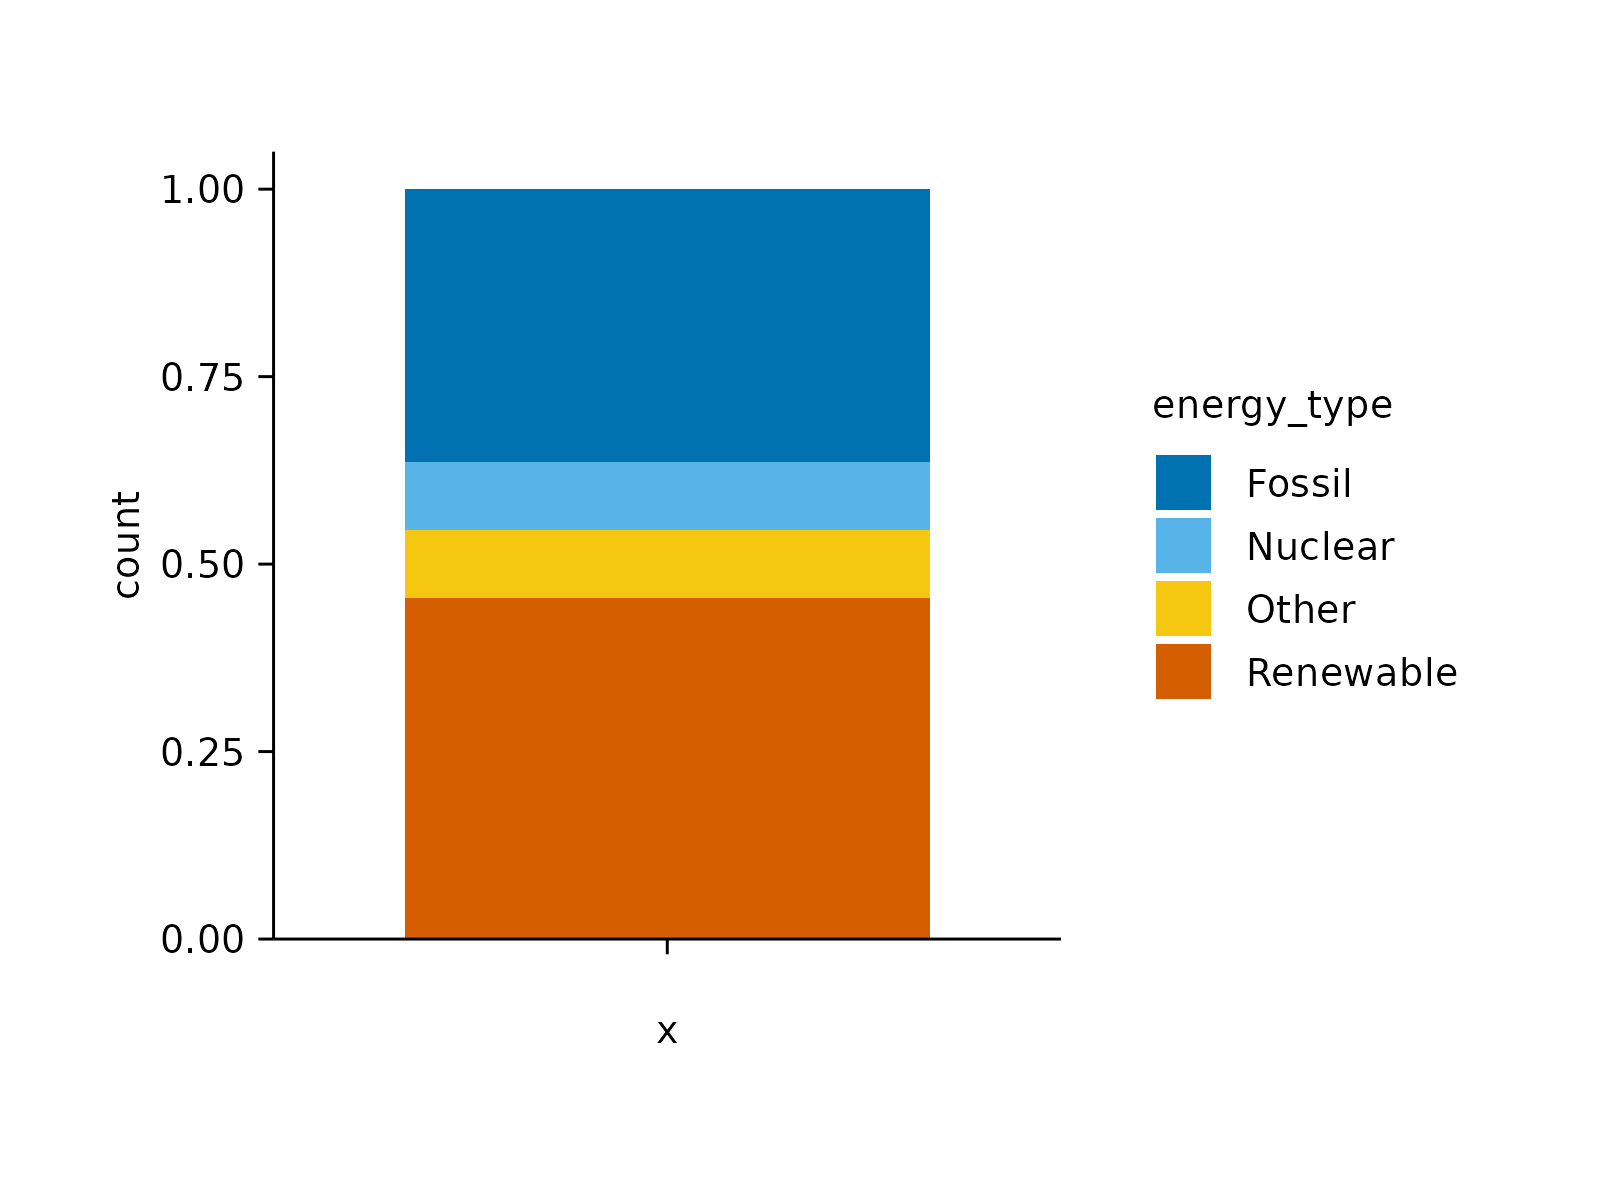 1.00
0.75
0.50
0.25
0.00
count
x
energy_type
Fossil
Nuclear
Other
Renewable